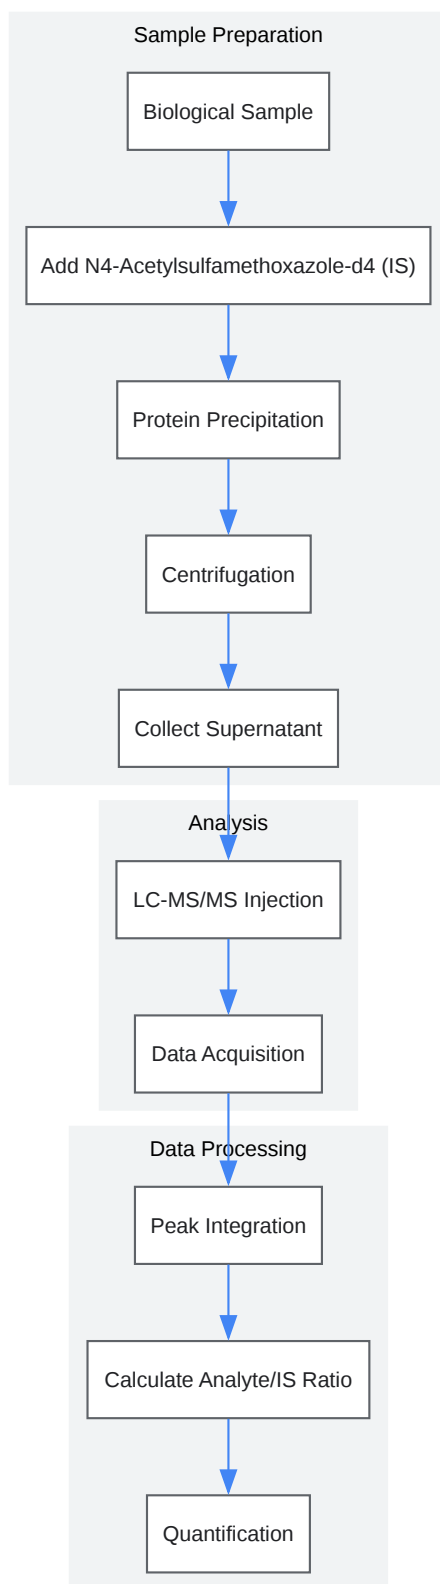 Sample Preparation
Biological Sample
Add N4-Acetylsulfamethoxazole-d4 (IS)
Protein Precipitation
Centrifugation
Collect Supernatant
Analysis
LC-MS/MS Injection
Data Acquisition
Data Processing
Peak Integration
Calculate Analyte/IS Ratio
Quantification